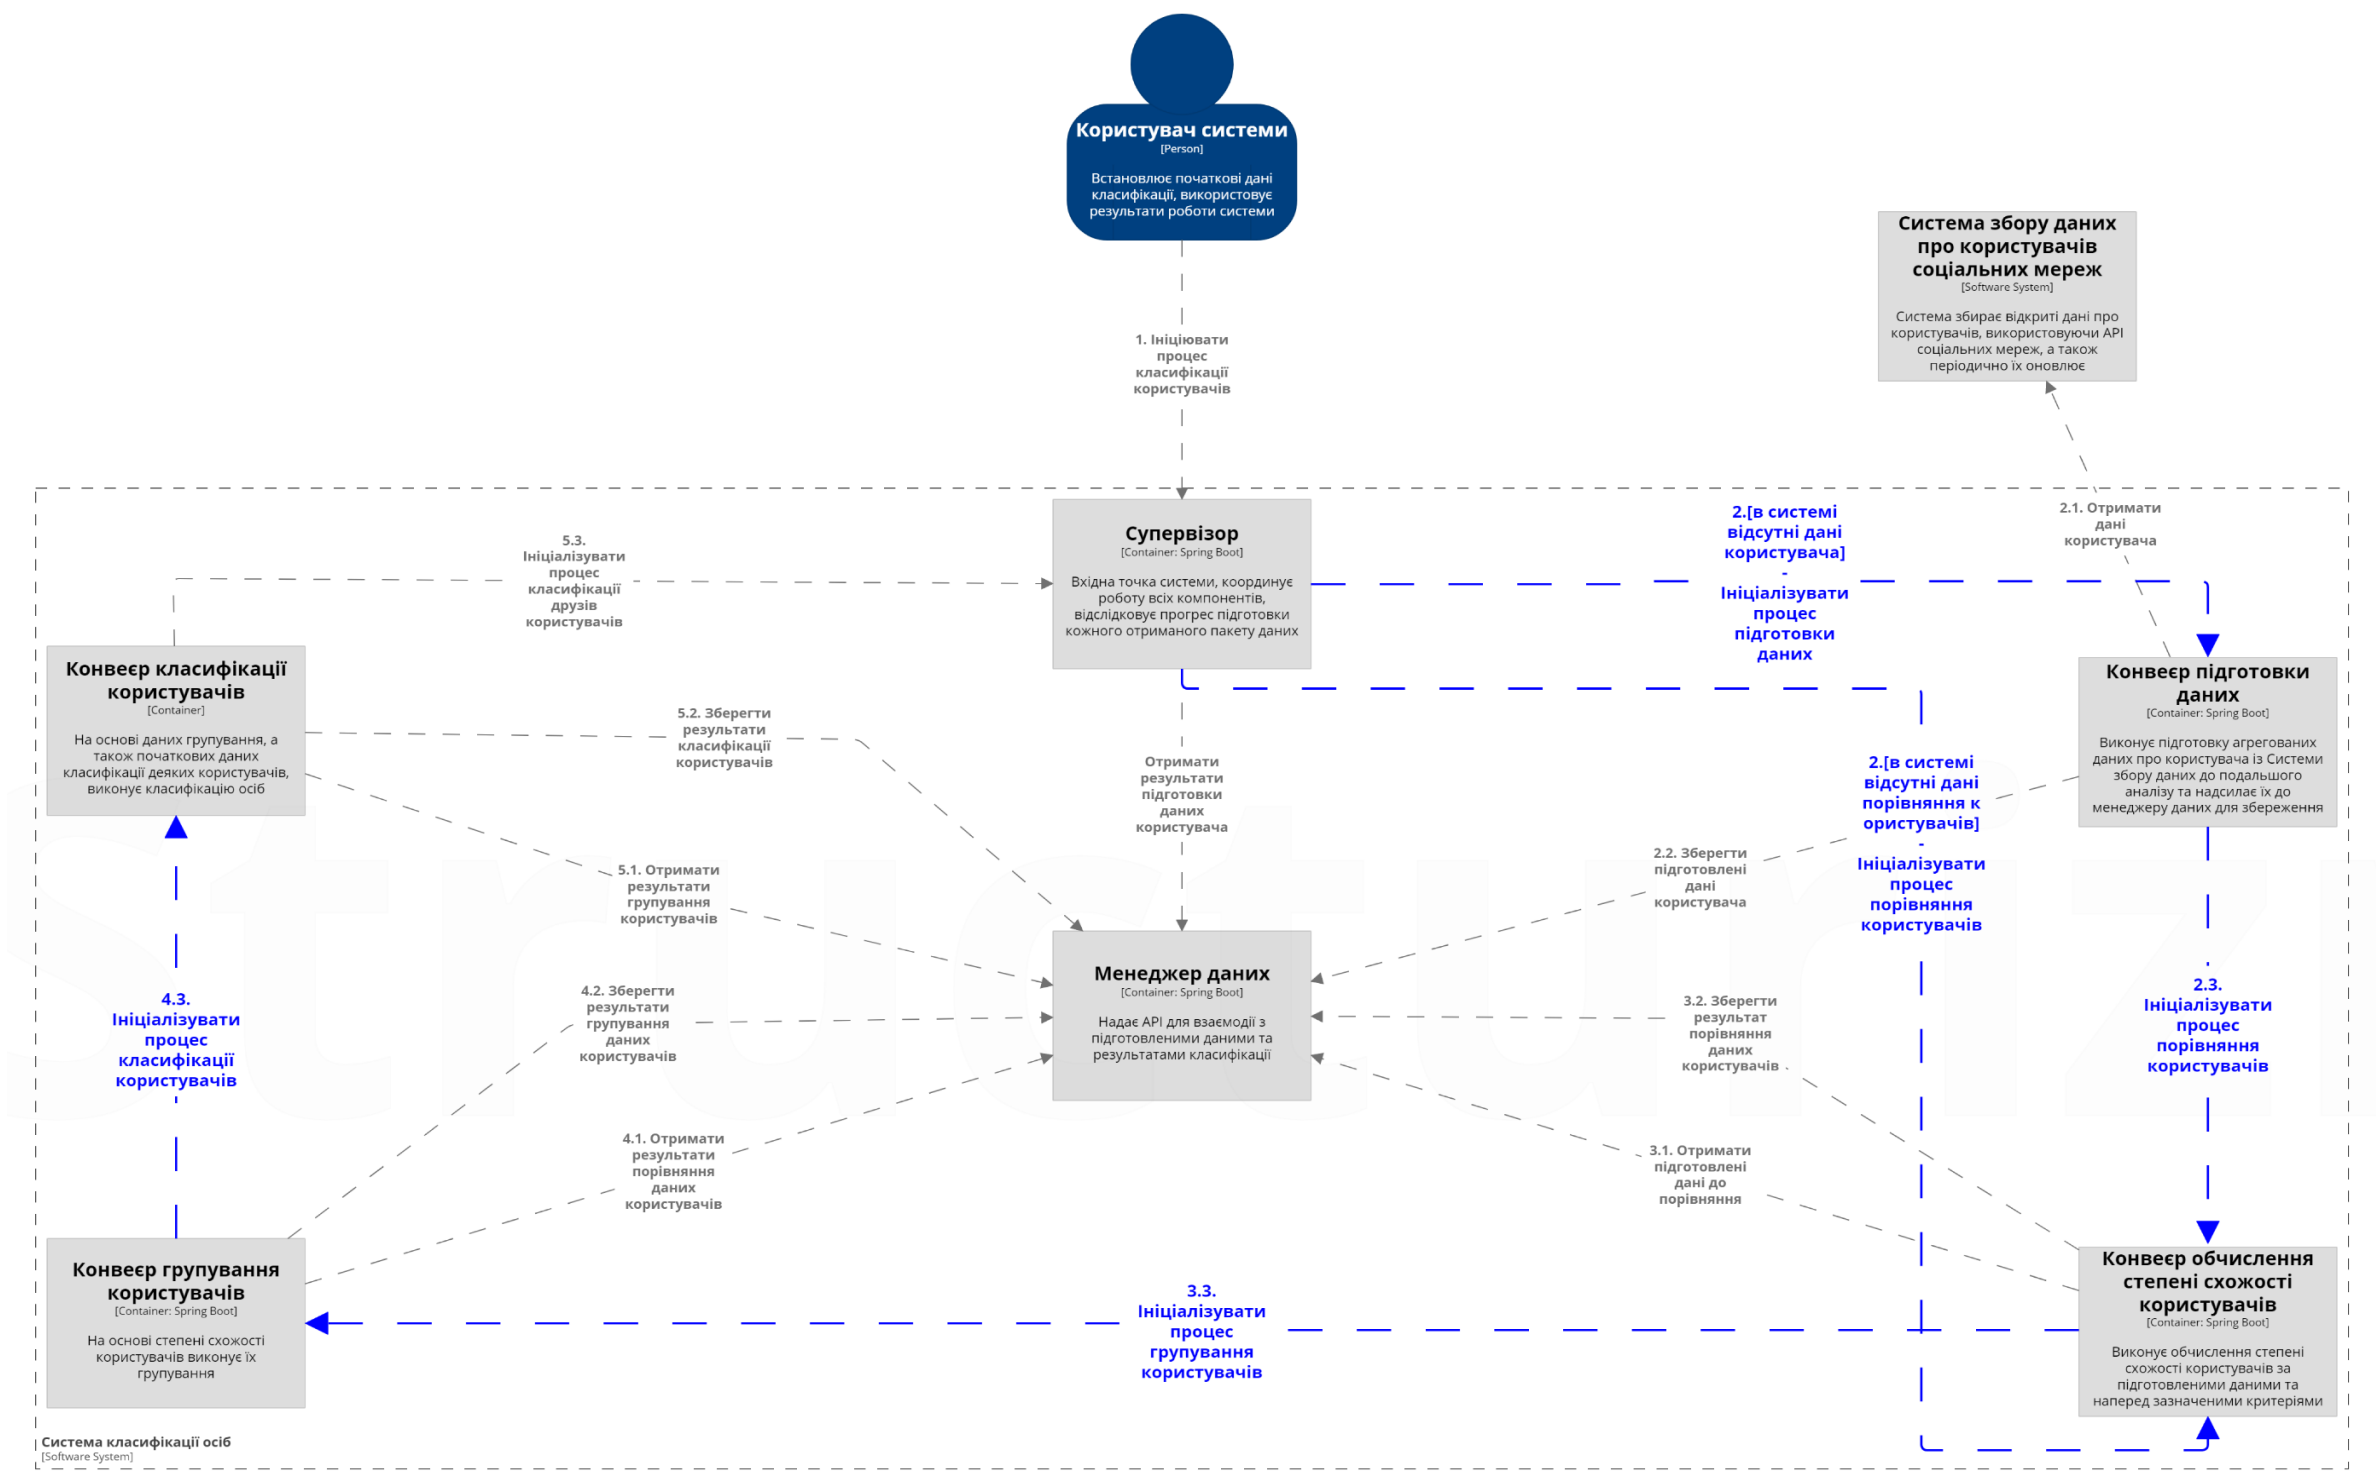 Користувач системи
[Person]
Встановлює початкові дані
класифікації, використовує
результати роботи системи
Система збору даних
про користувачів
соціальних мереж
[Software System]
Система збирає відкриті дані про
користувачів, використовуючи API
соціальних мереж, а також
періодично їх оновлює
1. Ініціювати
процес
класифікації
користувачів
2.1. Отримати
дані
користувача
Супервізор
[Container: Spring Boot]
Вхідна точка системи, координує
роботу всіх компонентів,
відслідковує прогрес підготовки
кожного отриманого пакету даних
2.[в системі
відсутні дані
користувача]
-
Ініціалізувати
процес
підготовки
даних
5.3.
Ініціалізувати
процес
класифікації
друзів
користувачів
Конвеєр класифікації
користувачів
[Container]
На основі даних групування, а
також початкових даних
класифікації деяких користувачів,
виконує класифікацію осіб
Конвеєр підготовки
даних
[Container: Spring Boot]
Виконує підготовку агрегованих
даних про користувача із Системи
збору даних до подальшого
аналізу та надсилає їх до
менеджеру даних для збереження
5.2. Зберегти
результати
класифікації
користувачів
Отримати
результати
підготовки
даних
користувача
2.[в системі
відсутні дані
порівняння к
ористувачів]
-
Ініціалізувати
процес
порівняння
користувачів
2.2. Зберегти
підготовлені
дані
користувача
5.1. Отримати
результати
групування
користувачів
Менеджер даних
[Container: Spring Boot]
Надає API для взаємодії з
підготовленими даними та
результатами класифікації
4.3.
Ініціалізувати
процес
класифікації
користувачів
4.2. Зберегти
результати
групування
даних
користувачів
3.2. Зберегти
результат
порівняння
даних
користувачів
2.3.
Ініціалізувати
процес
порівняння
користувачів
4.1. Отримати
результати
порівняння
даних
користувачів
3.1. Отримати
підготовлені
дані до
порівняння
Конвеєр групування
користувачів
[Container: Spring Boot]
На основі степені схожості
користувачів виконує їх
групування
3.3.
Ініціалізувати
процес
групування
користувачів
Конвеєр обчислення
степені схожості
користувачів
[Container: Spring Boot]
Виконує обчислення степені
схожості користувачів за
підготовленими даними та
наперед зазначеними критеріями
Система класифікації осіб
[Software System]